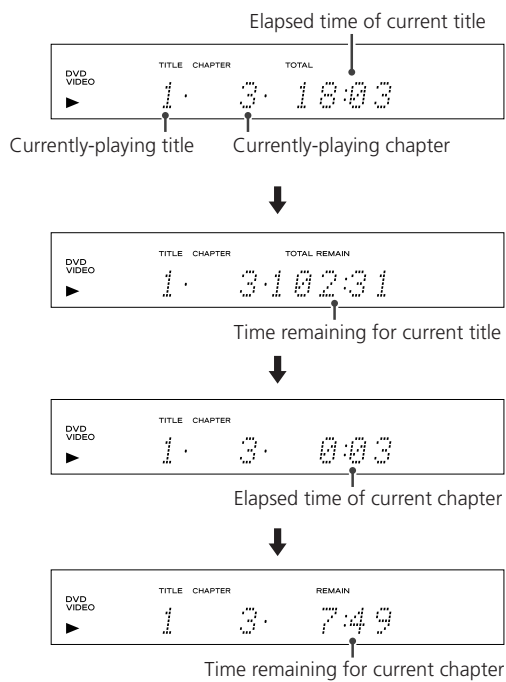 Elapsed time of current title
TITLE CHAPTER TOTAL
DVD
VIDEO
1· 3· 18:03
Currently-playing title Currently-playing chapter
TITLE CHAPTER TOTAL REMAIN
DVD
VIDEO
1· 3·102:31
Time remaining for current title
TITLE CHAPTER
DVD
VIDEO
1· 3· 0:03
Elapsed time of current chapter
TITLE CHAPTER REMAIN
DVD
VIDEO
1 3· 7:49
Time remaining for current chapter